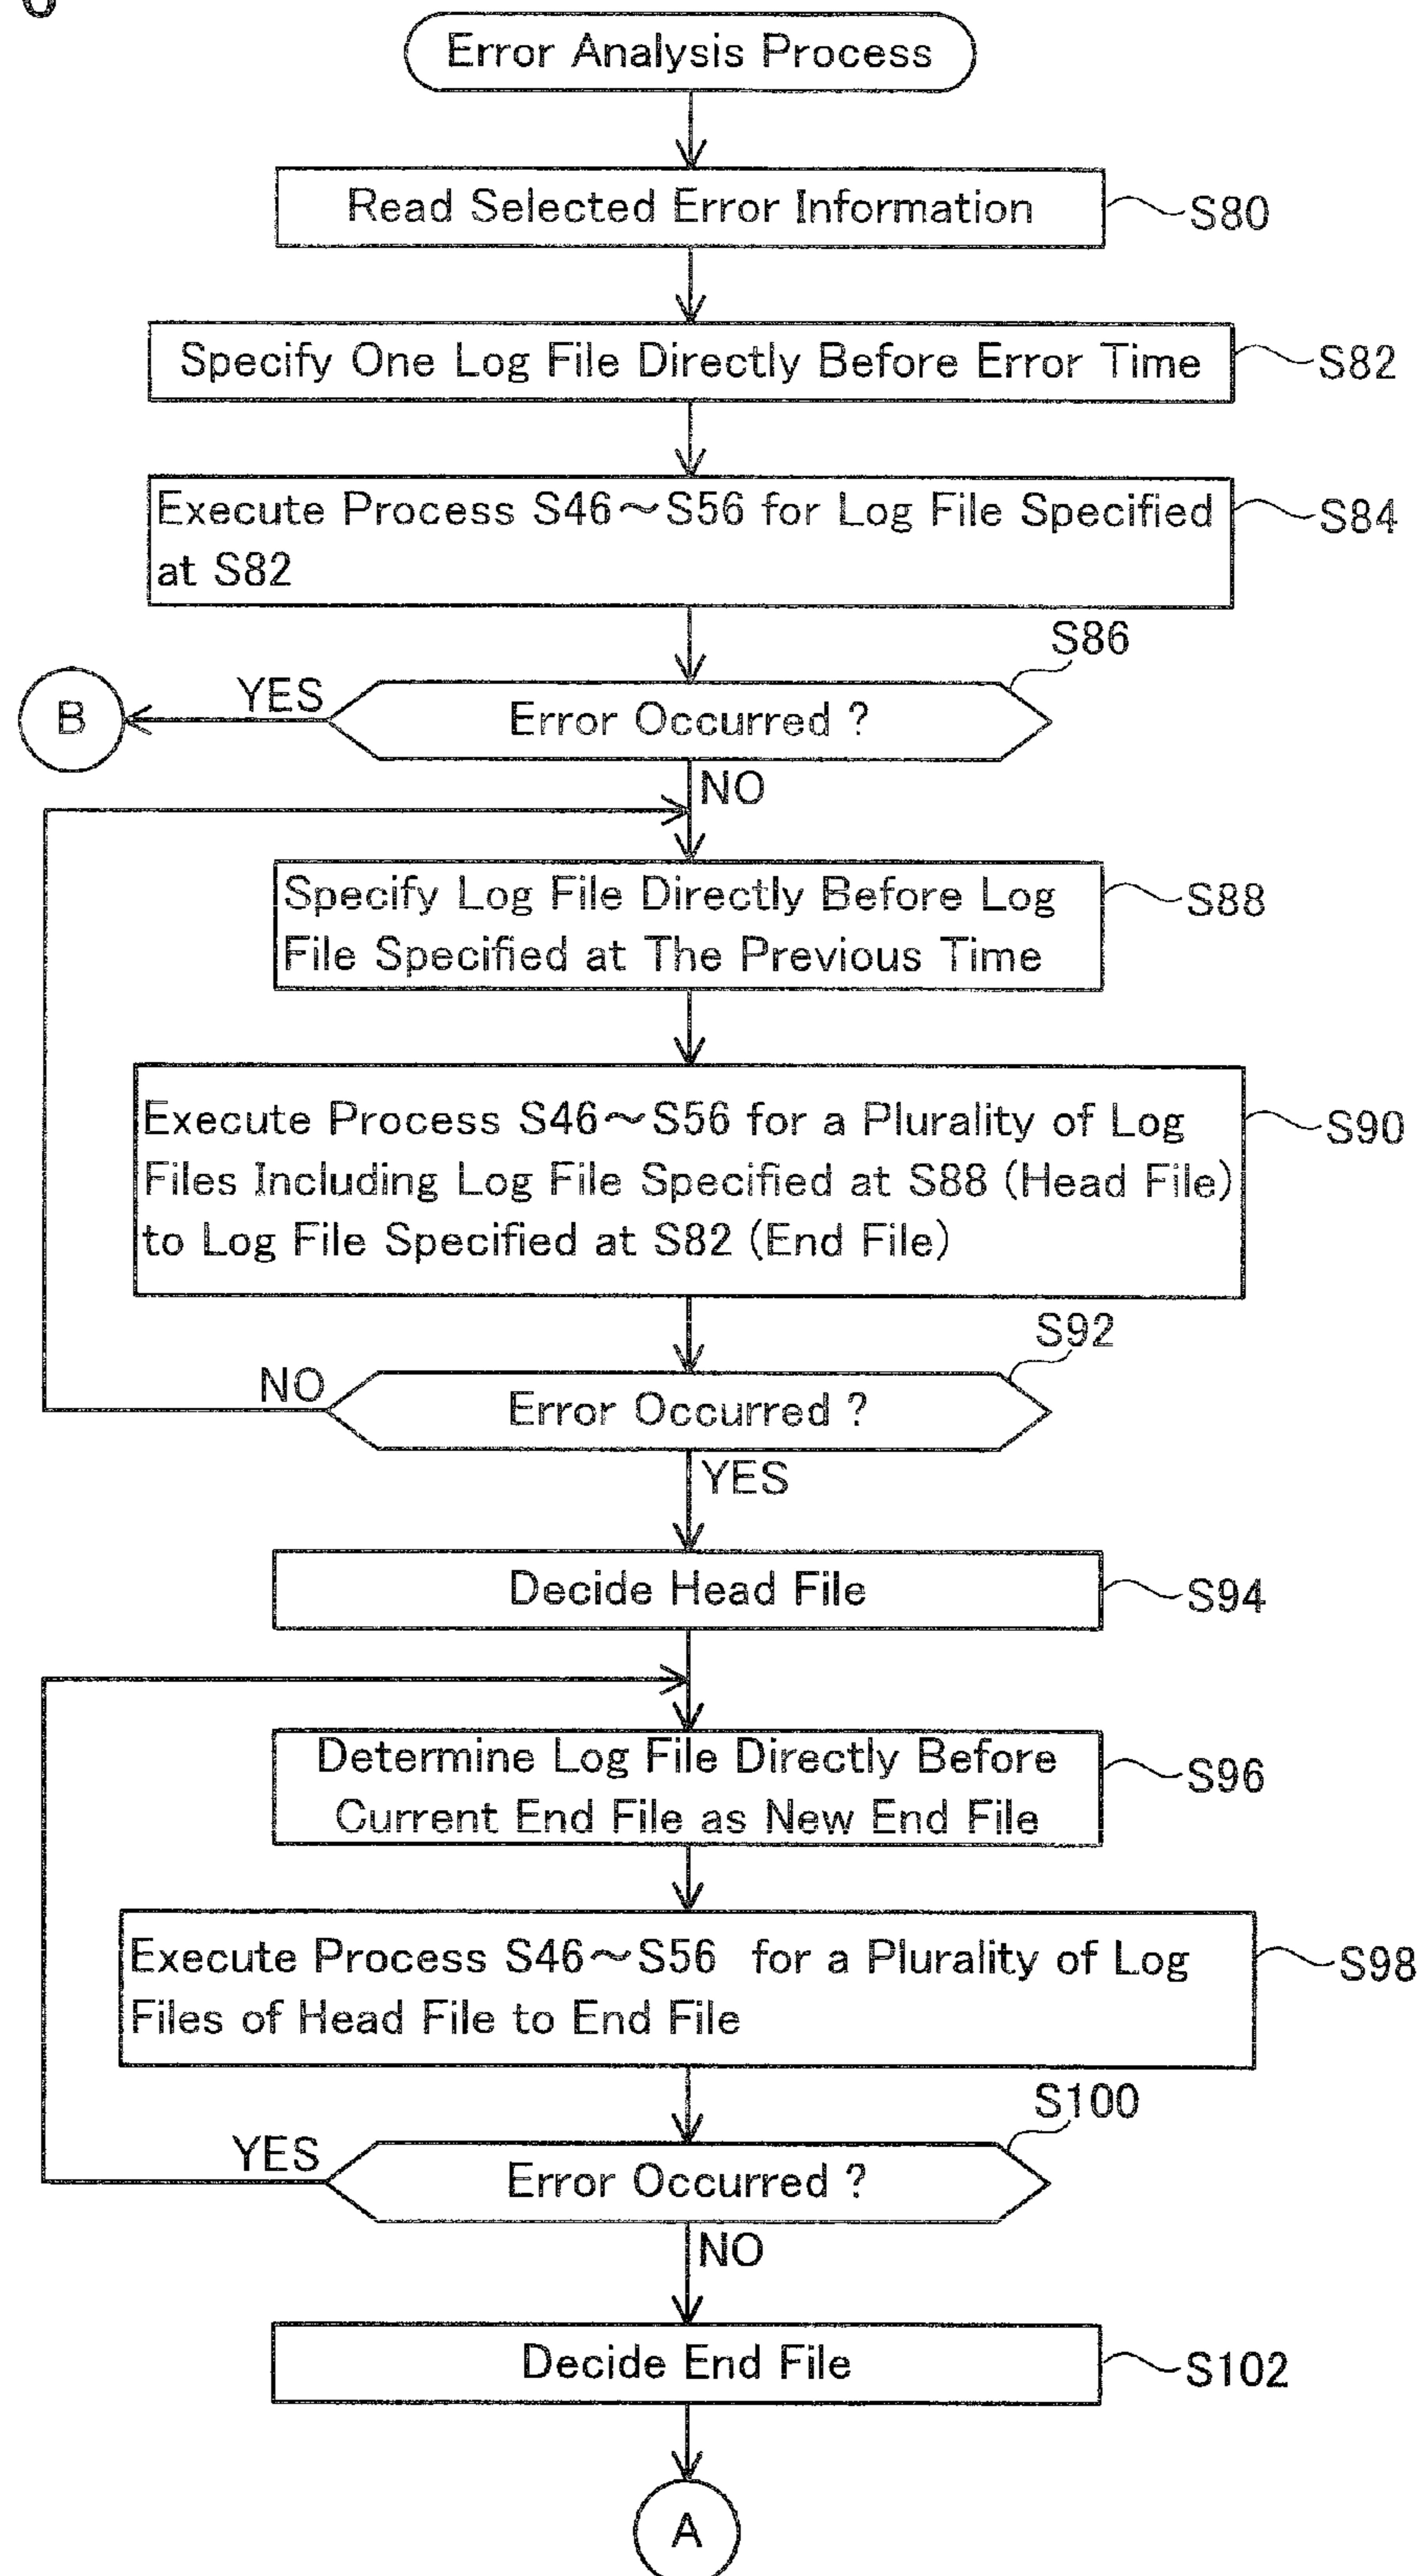 Error Analysis Process
Read Selected Error Information
S80
Specify One Log File Directly Before Error Time
S82
Execute Process S46~S56 for Log File Specified
at S82
S84
S86
B
YES
Error Occurred ?
NO
Specify Log File Directly Before Log
File Specified at The Previous Time
S88
Execute Process S46~S56 for a Plurality of Log
Files Including Log File Specified at S88 (Head File)
to Log File Specified at S82 (End File)
S90
S92
NO
Error Occurred ?
YES
Decide Head File
S94
Determine Log File Directly Before
Current End File as New End File
S96
Execute Process S46~S56 for a Plurality of Log
Files of Head File to End File
S98
S100
YES
Error Occurred ?
NO
Decide End File
S102
A